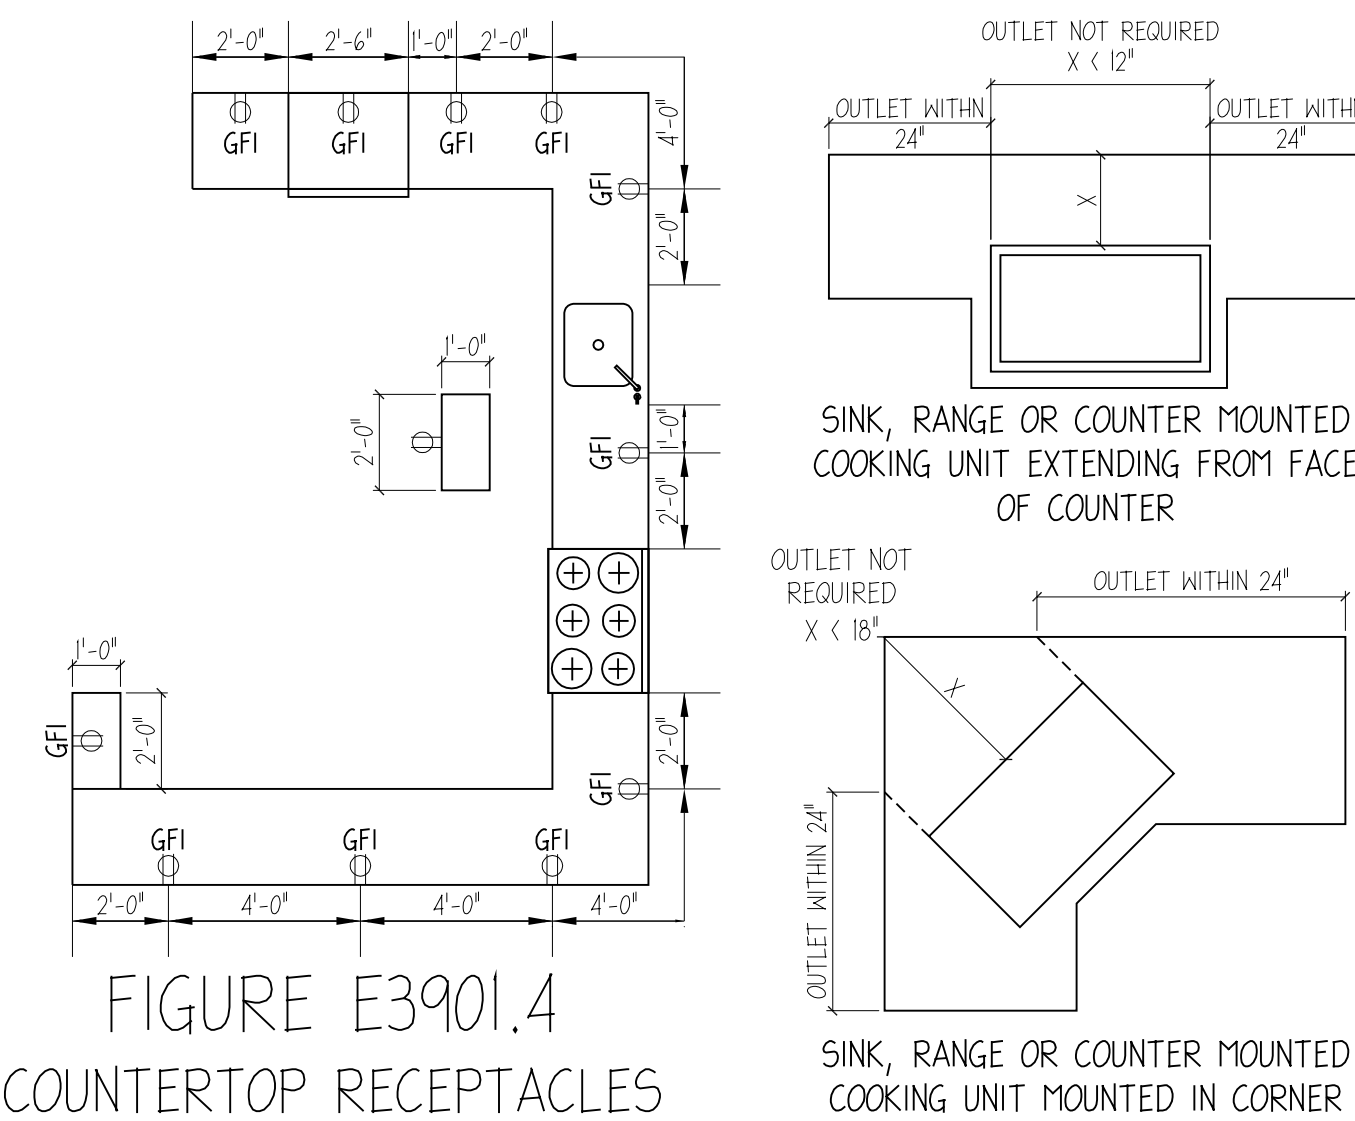 2'-0" 2'-6" 1'-0" 2'-0"
GFI GFI GFI GFI
4'-0"
GFI
2'-0"
1'-0"
2'-0"
GFI
1'-0"
2'-0"
1'-0"
GFI
2'-0"
2'-0"
GFI
GFI GFI GFI
2'-0" 4'-0" 4'-0" 4'-0"
FIGURE E3901.4
COUNTERTOP RECEPTACLES
OUTLET NOT REQUIRED
X < 12"
OUTLET WITHN
24"
OUTLET WITH
24"
X
SINK, RANGE OR COUNTER MOUNTED
COOKING UNIT EXTENDING FROM FACE
OF COUNTER
OUTLET NOT
REQUIRED
X < 18"
OUTLET WITHIN 24"
X
OUTLET WITHIN 24"
SINK, RANGE OR COUNTER MOUNTED
COOKING UNIT MOUNTED IN CORNER